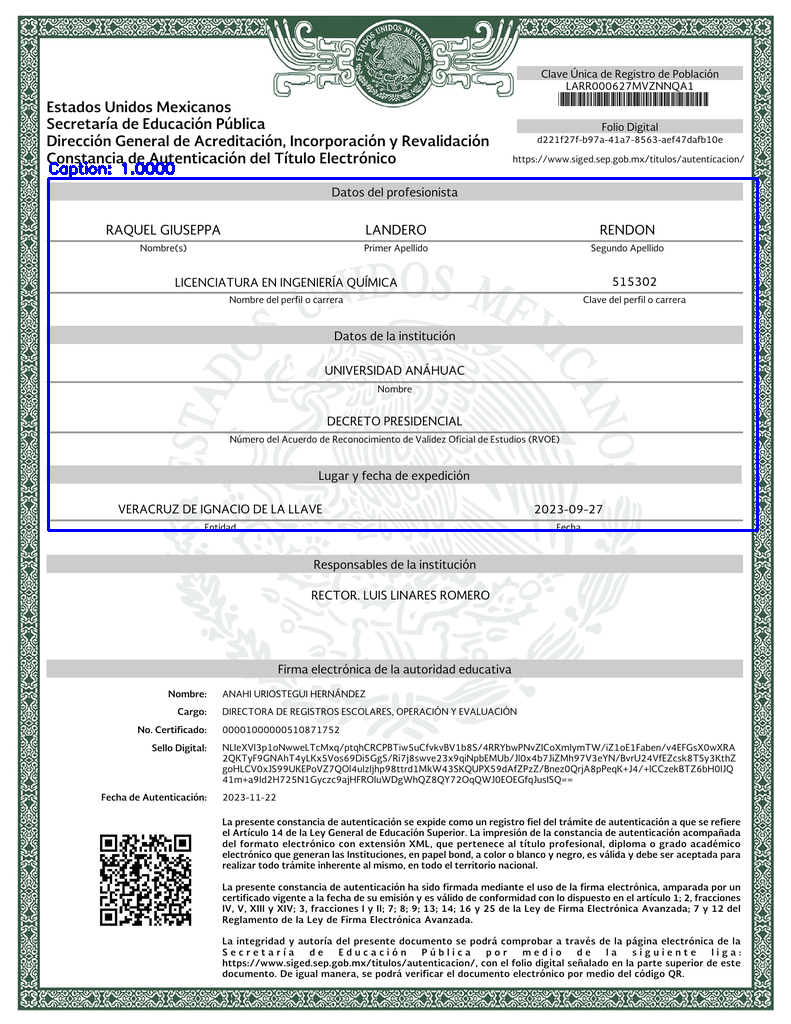 ESTADOS UNIDOS MEXICANOS
Clave Única de Registro de Población
LARR000627MVZNNQA1
Estados Unidos Mexicanos
Secretaría de Educación Pública
Dirección General de Acreditación, Incorporación y Revalidación
Constancia de Autenticación del Título Electrónico
Folio Digital
d221f27f-b97a-41a7-8563-aef47dafb10e
https://www.siged.sep.gob.mx/titulos/autenticacion/
Caption: 1.0000
Datos del profesionista
RAQUEL GIUSEPPA LANDERO RENDON
Nombre(s) Primer Apellido Segundo Apellido
LICENCIATURA EN INGENIERÍA QUÍMICA 515302
Nombre del perfil o carrera Clave del perfil o carrera
Datos de la institución
UNIVERSIDAD ANÁHUAC
Nombre
DECRETO PRESIDENCIAL
Número del Acuerdo de Reconocimiento de Validez Oficial de Estudios (RVOE)
Lugar y fecha de expedición
VERACRUZ DE IGNACIO DE LA LLAVE 2023-09-27
Entidad Fecha
Responsables de la institución
RECTOR. LUIS LINARES ROMERO
Firma electrónica de la autoridad educativa
Nombre: ANAHI URIOSTEGUI HERNÁNDEZ
Cargo: DIRECTORA DE REGISTROS ESCOLARES, OPERACIÓN Y EVALUACIÓN
No. Certificado: 00001000000510871752
Sello Digital:
Fecha de Autenticación: 2023-11-22
La presente constancia de autenticación se expide como un registro fiel del trámite de autenticación a que se refiere
el Artículo 14 de la Ley General de Educación Superior. La impresión de la constancia de autenticación acompañada
del formato electrónico con extensión XML, que pertenece al título profesional, diploma o grado académico
electrónico que generan las Instituciones, en papel bond, a color o blanco y negro, es válida y debe ser aceptada para
realizar todo trámite inherente al mismo, en todo el territorio nacional.
La presente constancia de autenticación ha sido firmada mediante el uso de la firma electrónica, amparada por un
certificado vigente a la fecha de su emisión y es válido de conformidad con lo dispuesto en el artículo 1; 2, fracciones
IV, V, XIII y XIV; 3, fracciones I y II; 7; 8; 9; 13; 14; 16 y 25 de la Ley de Firma Electrónica Avanzada; 7 y 12 del
Reglamento de la Ley de Firma Electrónica Avanzada.
La integridad y autoría del presente documento se podrá comprobar a través de la página electrónica de la
Secretaría de Educación Pública por medio de la siguiente liga:
https://www.siged.sep.gob.mx/titulos/autenticacion/, con el folio digital señalado en la parte superior de este
documento. De igual manera, se podrá verificar el documento electrónico por medio del código QR.